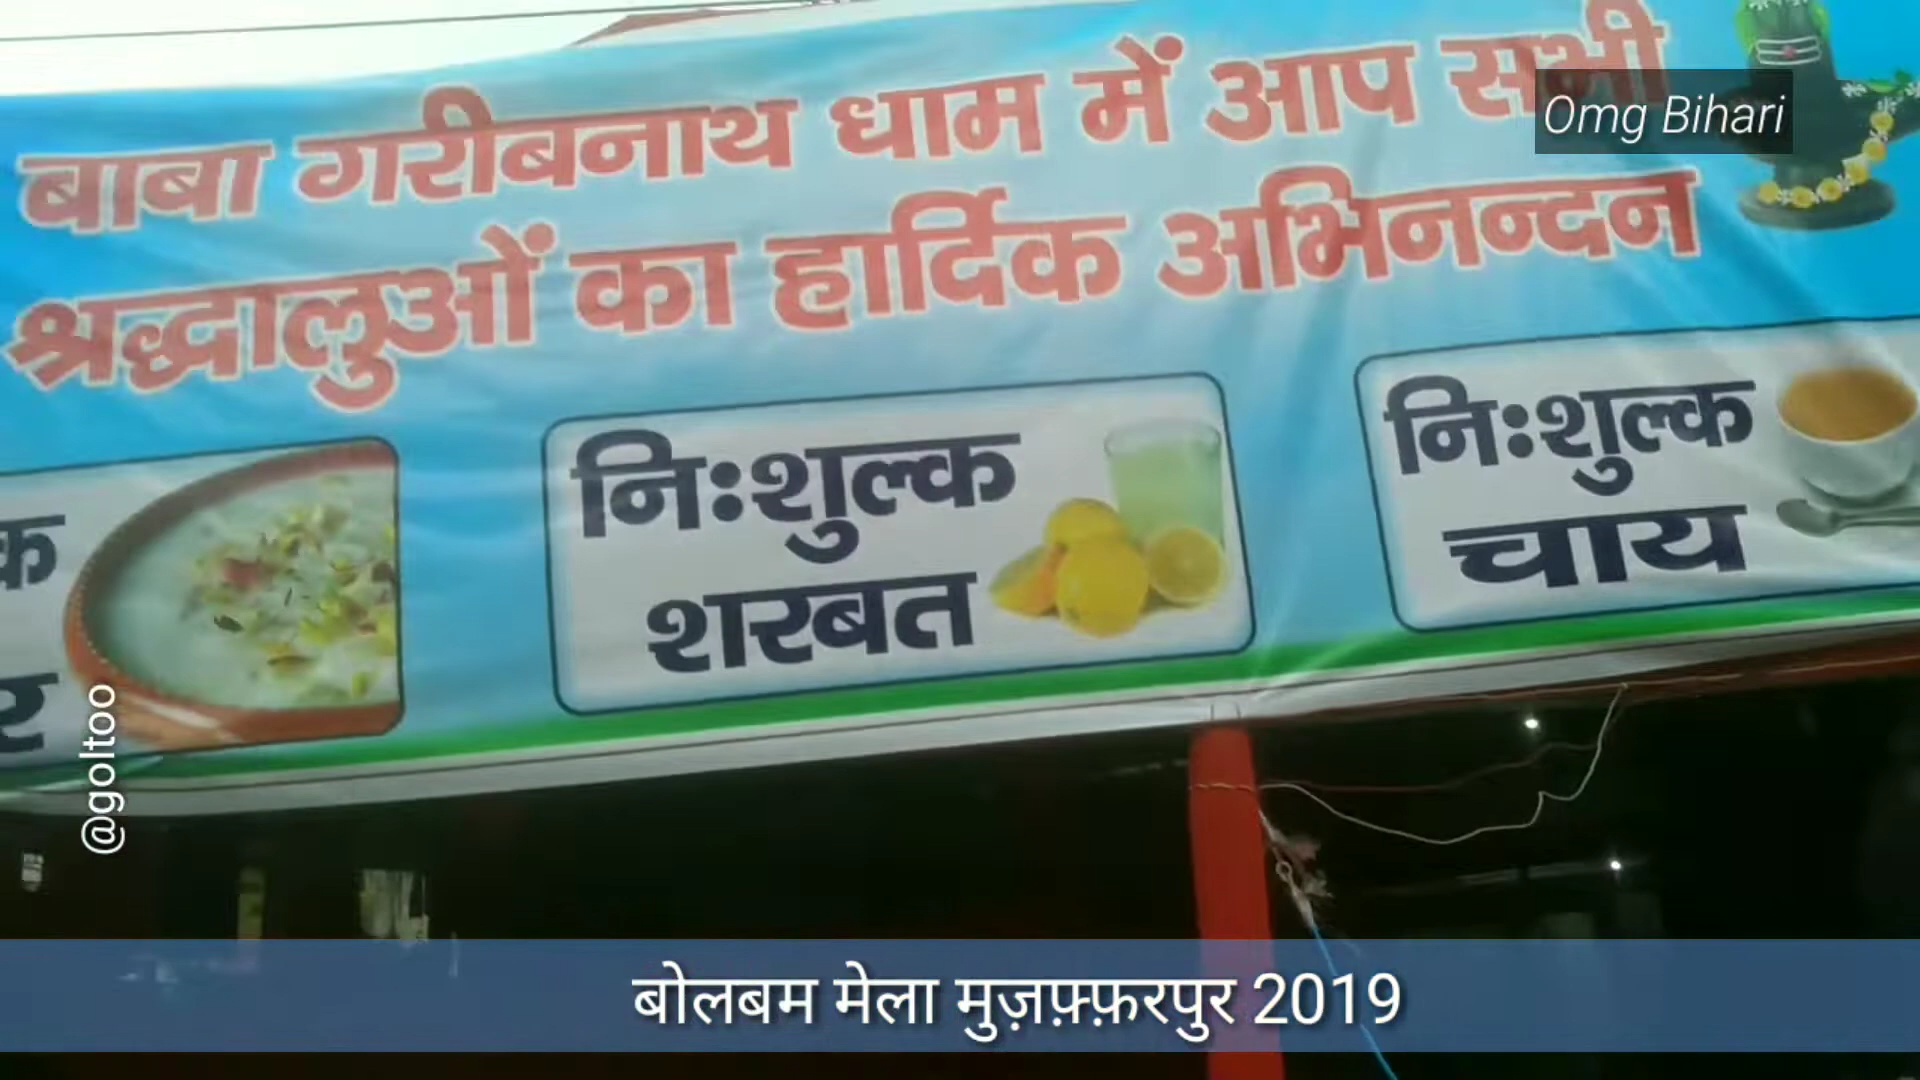 Omg Bihari
बाबा गरीबनाथ धाम में आप सभी
श्रद्धालुओं का हार्दिक अभिनन्दन
निःशुल्क
शरबत
निःशुल्क
चाय
@goltoo
बोलबम मेला मुज़फ़्फ़रपुर 2019